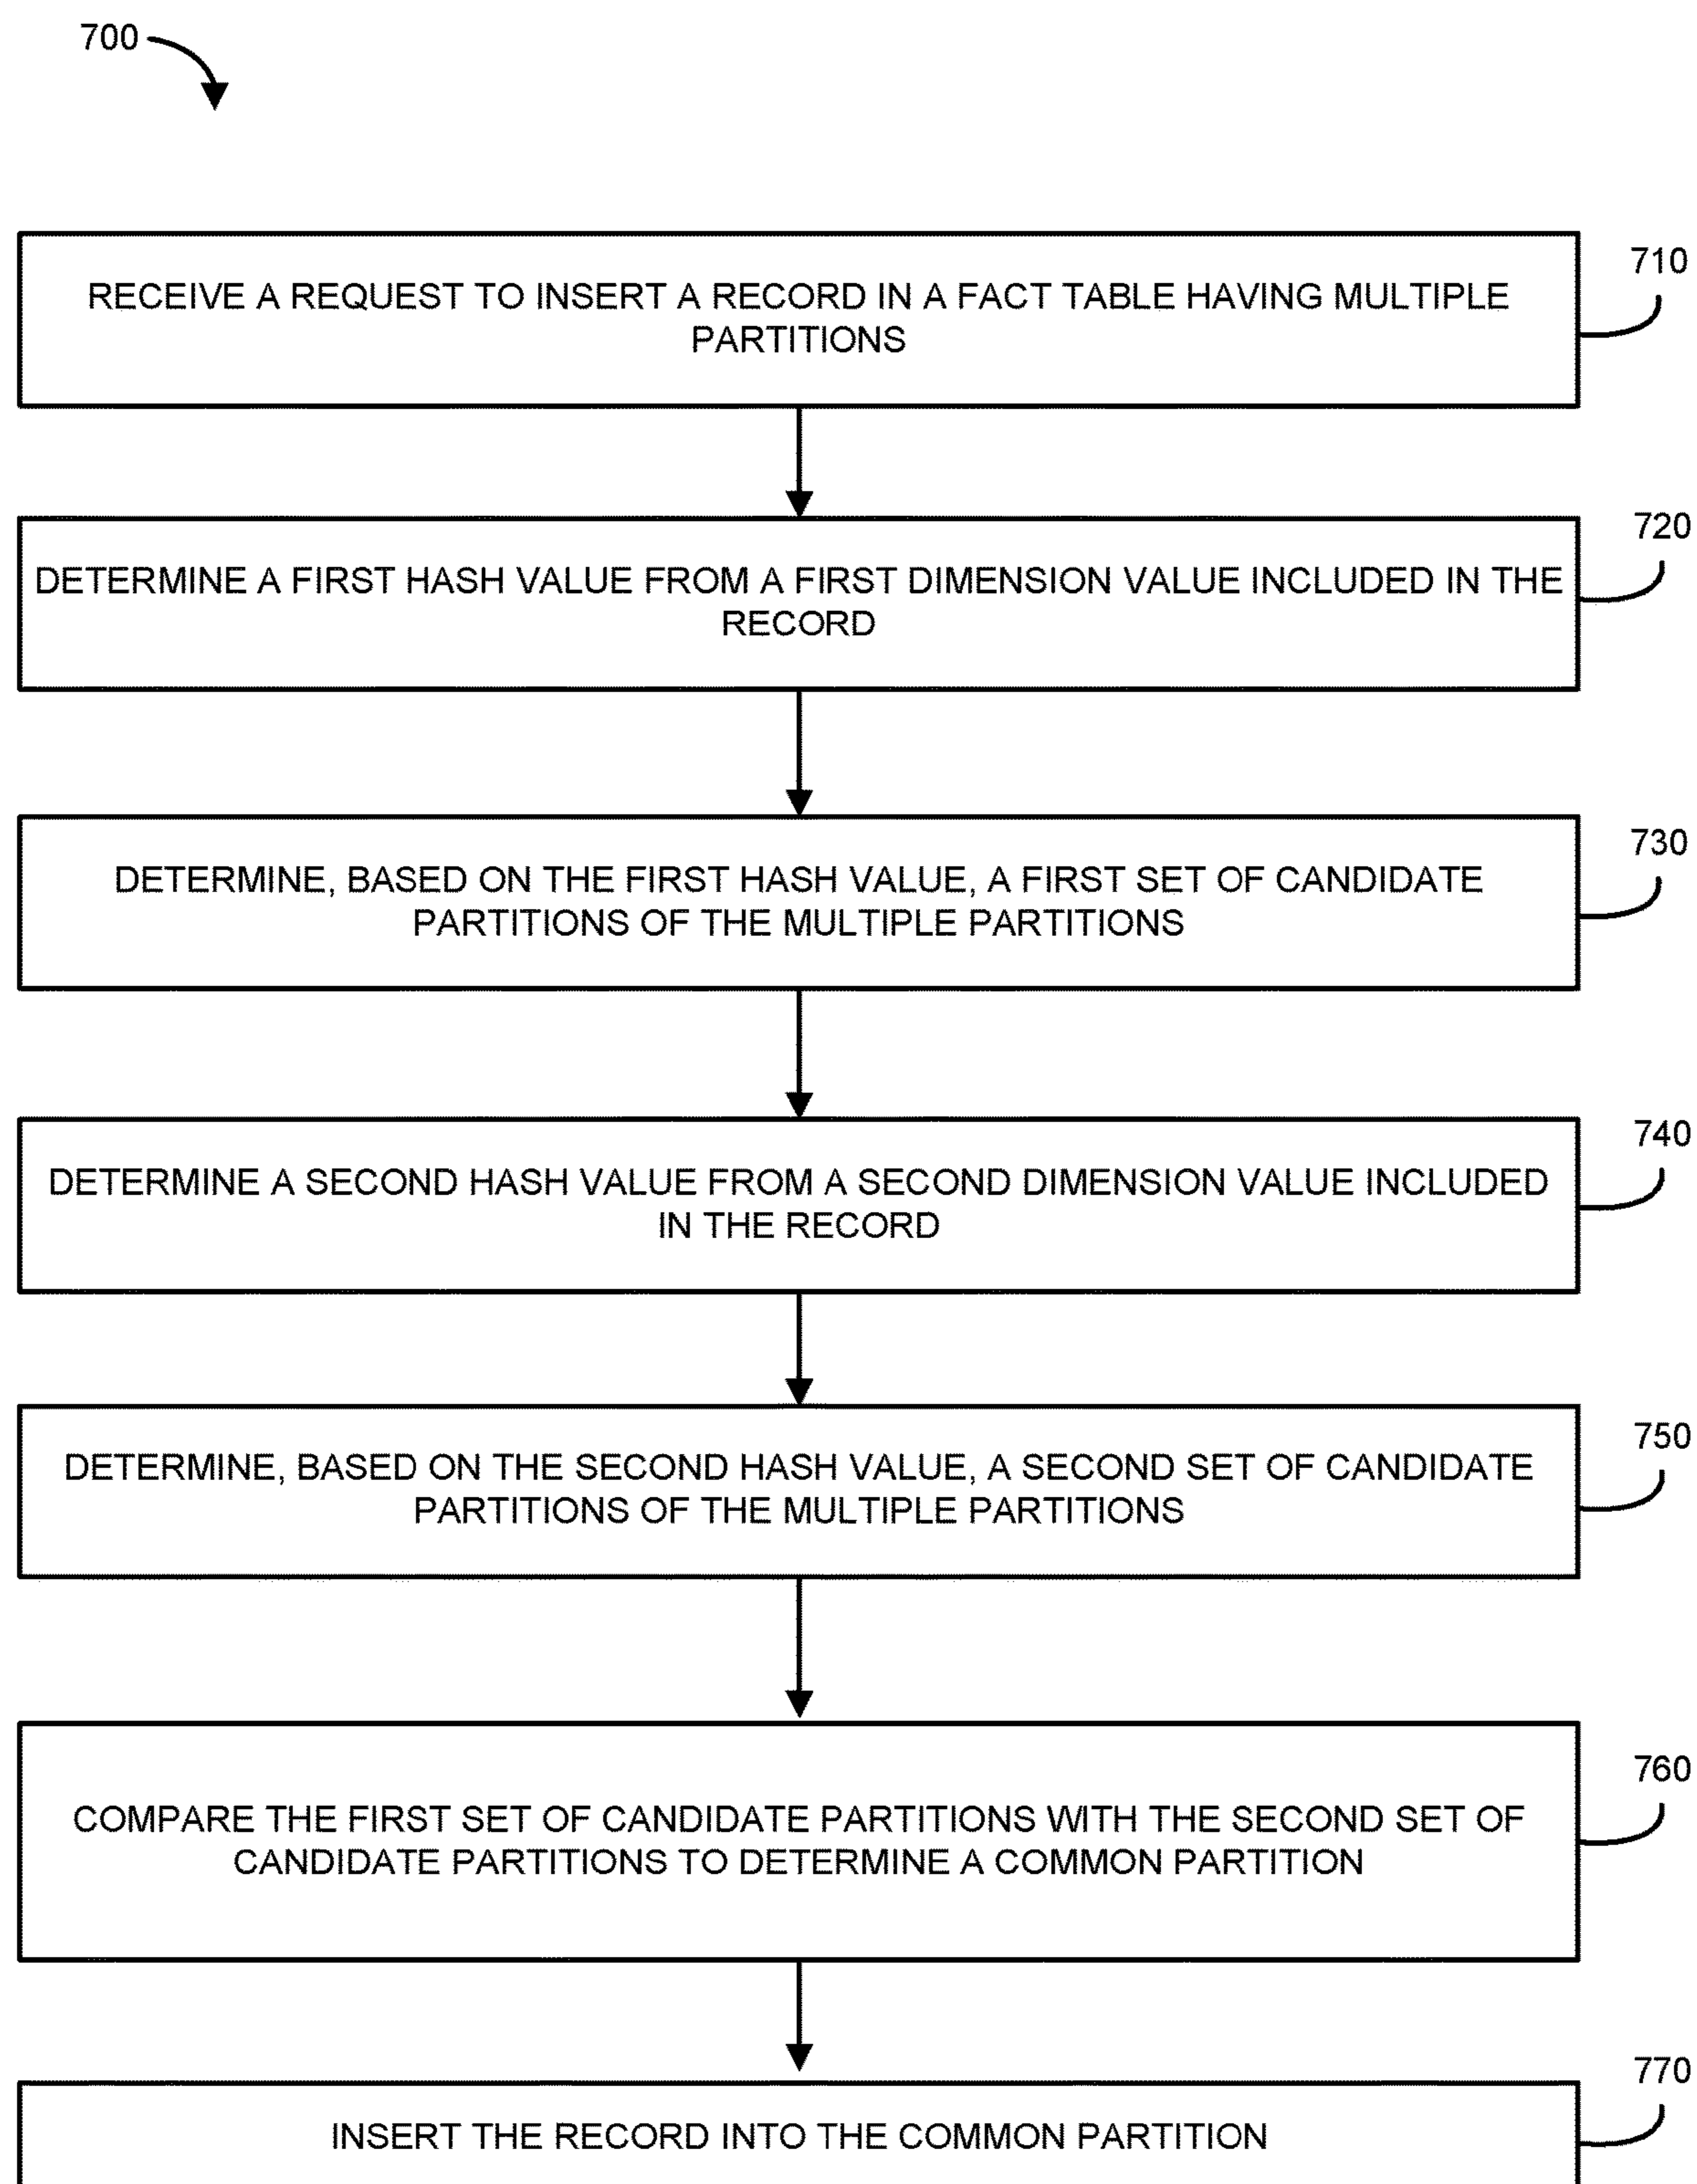 700
RECEIVE A REQUEST TO INSERT A RECORD IN A FACT TABLE HAVING MULTIPLE
PARTITIONS
710
DETERMINE A FIRST HASH VALUE FROM A FIRST DIMENSION VALUE INCLUDED IN THE
RECORD
720
DETERMINE, BASED ON THE FIRST HASH VALUE, A FIRST SET OF CANDIDATE
PARTITIONS OF THE MULTIPLE PARTITIONS
730
DETERMINE A SECOND HASH VALUE FROM A SECOND DIMENSION VALUE INCLUDED
IN THE RECORD
740
DETERMINE, BASED ON THE SECOND HASH VALUE, A SECOND SET OF CANDIDATE
PARTITIONS OF THE MULTIPLE PARTITIONS
750
COMPARE THE FIRST SET OF CANDIDATE PARTITIONS WITH THE SECOND SET OF
CANDIDATE PARTITIONS TO DETERMINE A COMMON PARTITION
760
INSERT THE RECORD INTO THE COMMON PARTITION
770